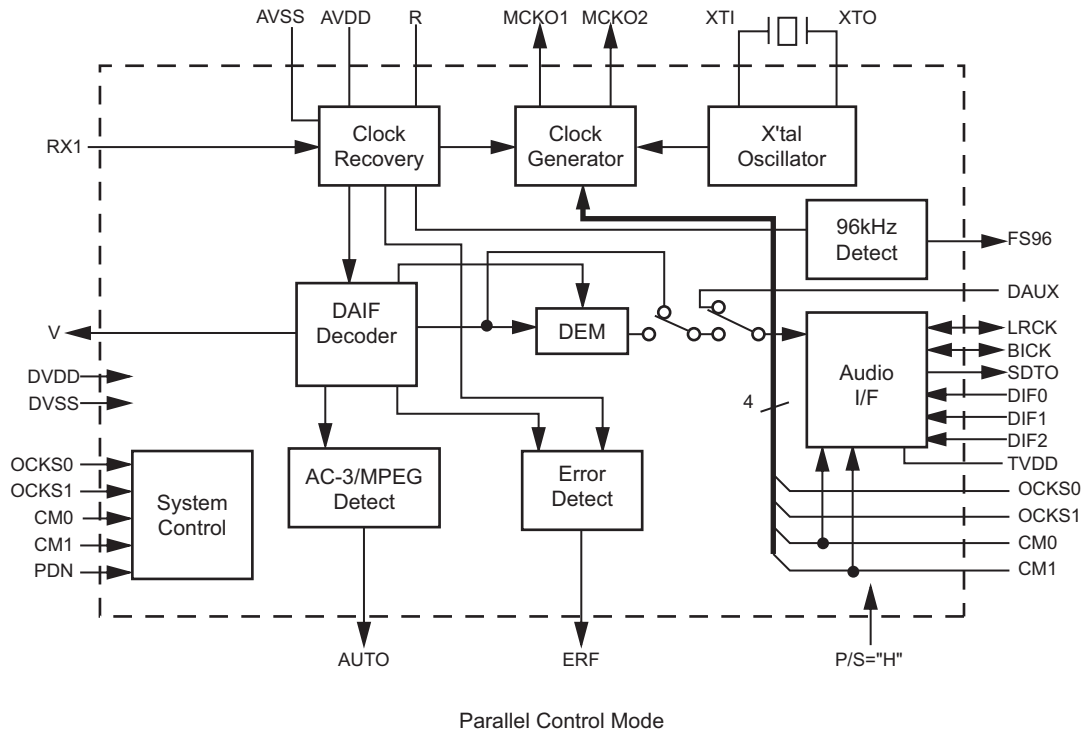 AVSS AVDD R MCKO1 MCKO2 XTI XTO
RX1
Clock
Recovery
Clock
Generator
X'tal
Oscillator
96kHz
Detect
FS96
DAUX
DAIF
Decoder
V
DEM
Audio
I/F
LRCK
BICK
SDTO
DIF0
DIF1
DIF2
TVDD
DVDD
DVSS
4
OCKS0
OCKS1
CM0
CM1
PDN
System
Control
AC-3/MPEG
Detect
Error
Detect
OCKS0
OCKS1
CM0
CM1
AUTO
ERF
P/S="H"
Parallel Control Mode